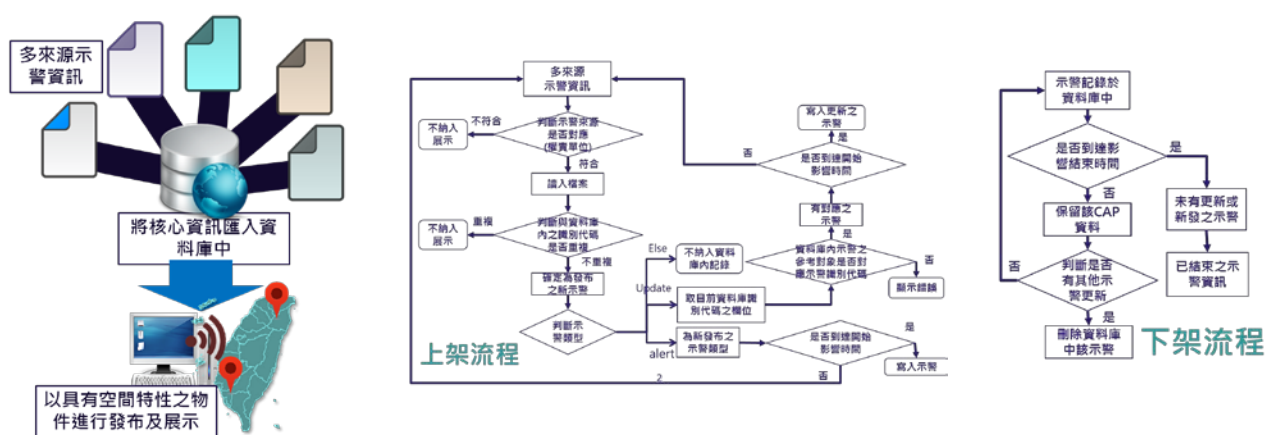 多來源示
警資訊
將核心資訊匯入資
料庫中
以具有空間特性之物
件進行發布及展示
多來源
示警資訊
判斷示警來源
是否對應
(權責單位)
不符合
不納入
展示
符合
讀入檔案
判斷與資料庫
內之識別代碼
是否重複
重複
不納入
展示
不重複
確定為發布
之新示警
判斷示
警類型
Else
不納入資料
庫內記錄
Update
取目前資料庫識
別代碼之欄位
alert
為新發布之
示警類型
是否到達開始
影響時間
是
寫入示警
否
2
資料庫內示警之
參考對象是否對
應示警識別代碼
否
顯示錯誤
是
有對應之
示警
是否到達開始
影響時間
否
是
寫入更新之
示警
上架流程
示警記錄於
資料庫中
是否到達影
響結束時間
是
未有更新或
新發之示警
已結束之示
警資訊
否
保留該CAP
資料
判斷是否
有其他示
警更新
否
是
刪除資料庫
中該示警
下架流程